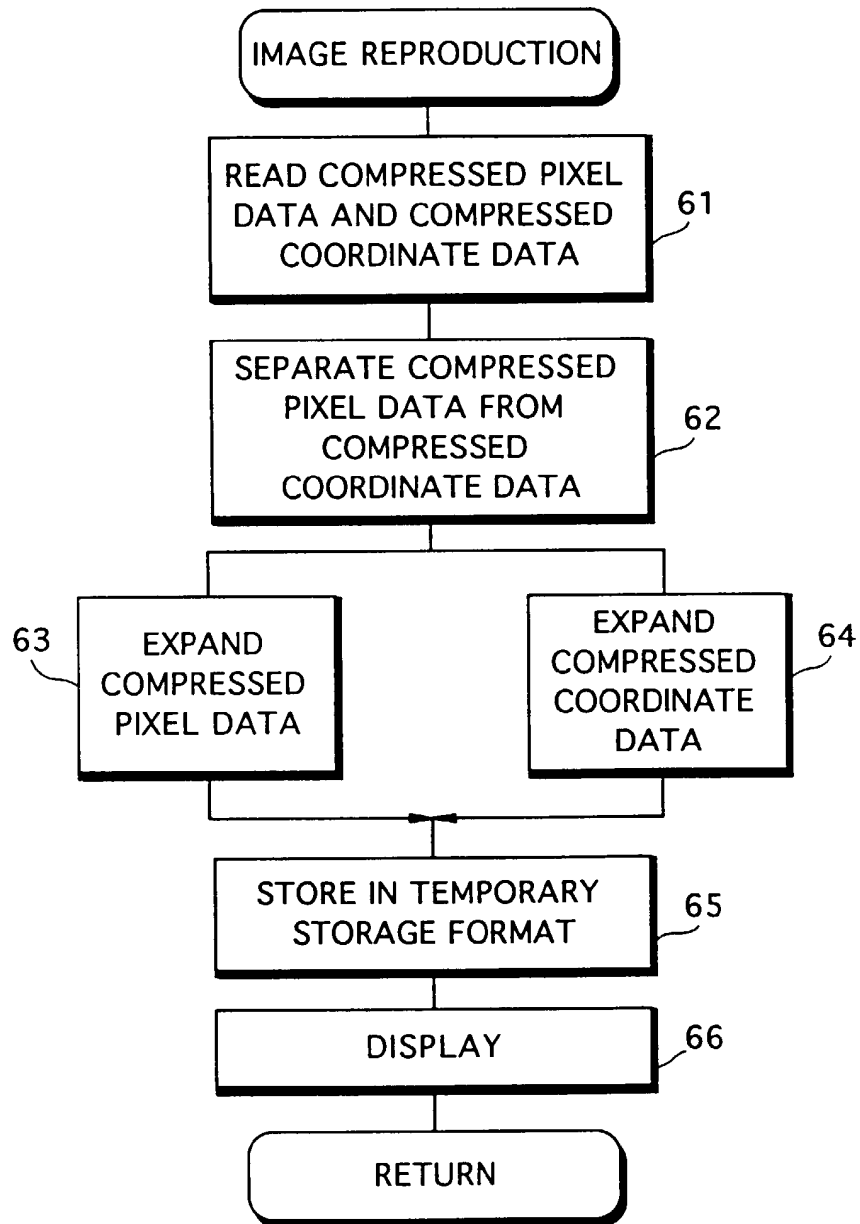 IMAGE REPRODUCTION
READ COMPRESSED PIXEL
DATA AND COMPRESSED
COORDINATE DATA
61
SEPARATE COMPRESSED
PIXEL DATA FROM
COMPRESSED
COORDINATE DATA
62
63
EXPAND
COMPRESSED
PIXEL DATA
EXPAND
COMPRESSED
COORDINATE
DATA
64
STORE IN TEMPORARY
STORAGE FORMAT
65
DISPLAY
66
RETURN